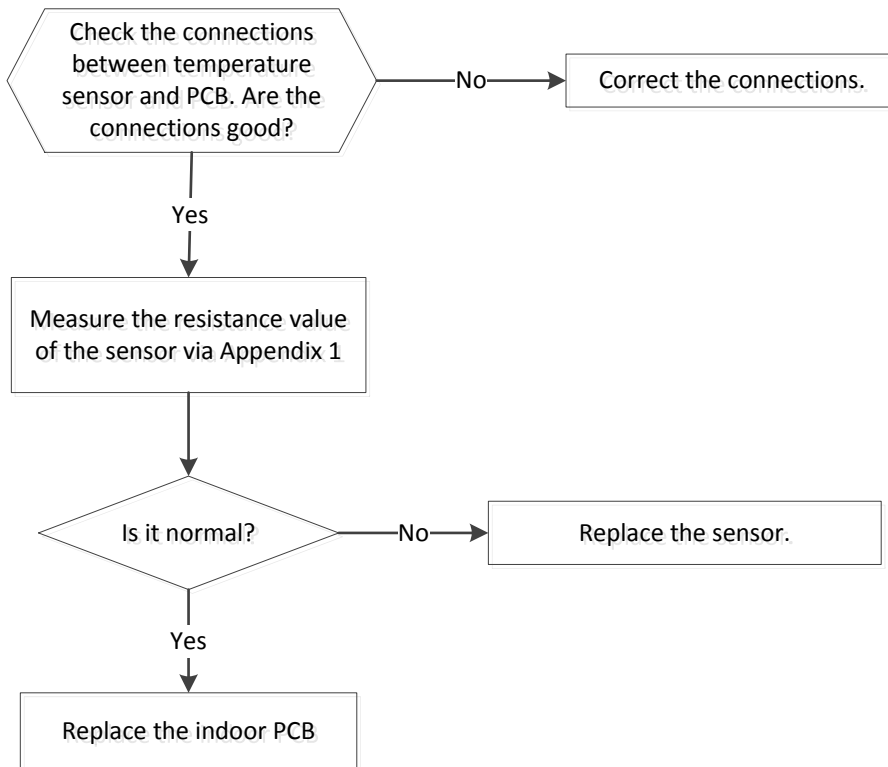 Check the connections
between temperature
sensor and PCB. Are the
connections good?
No
Correct the connections.
Yes
Measure the resistance value
of the sensor via Appendix 1
Is it normal?
No
Replace the sensor.
Yes
Replace the indoor PCB